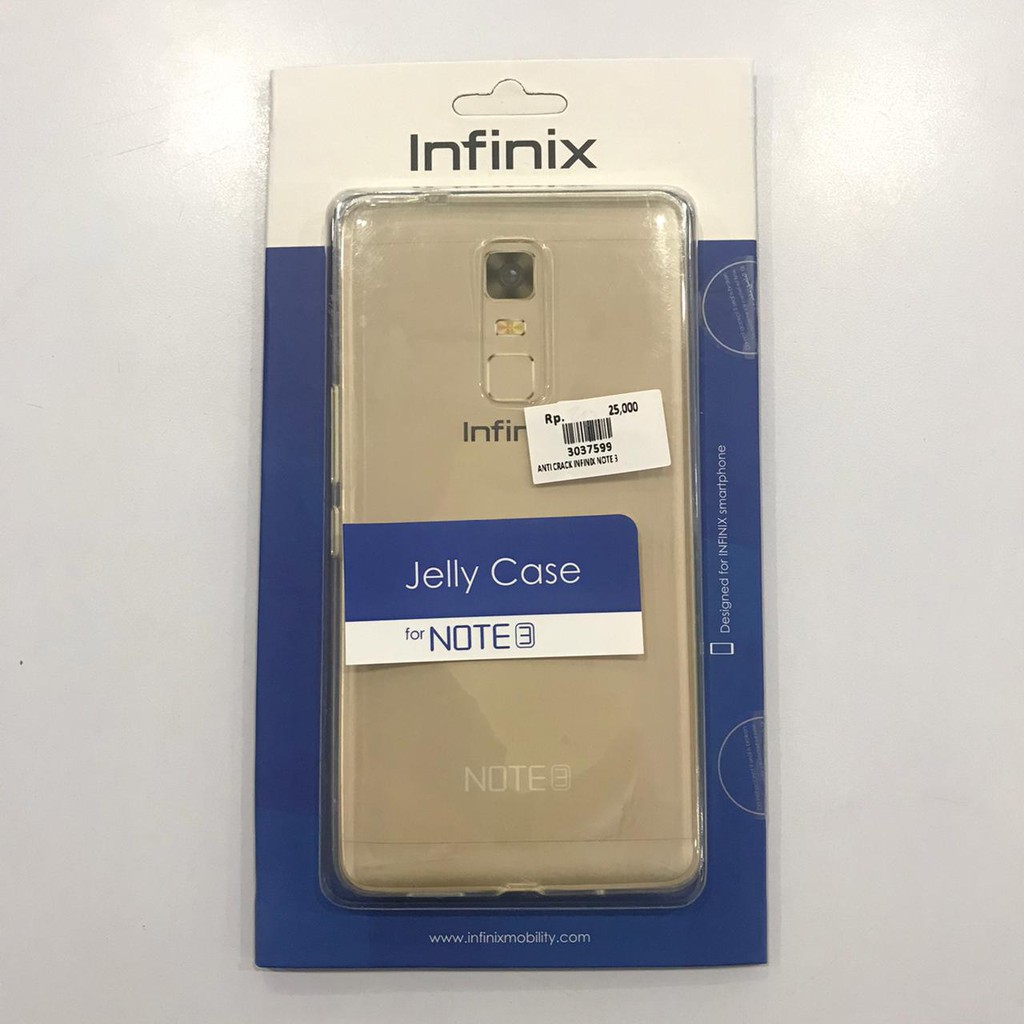 Infinix
Infin
Rp. 25,000
3037599
ANTI CRACK INFINIX NOTE 3
Jelly Case
for NOTE 3
Designed for INFINIX smartphone
NOTE 3
www.infinixmobility.com